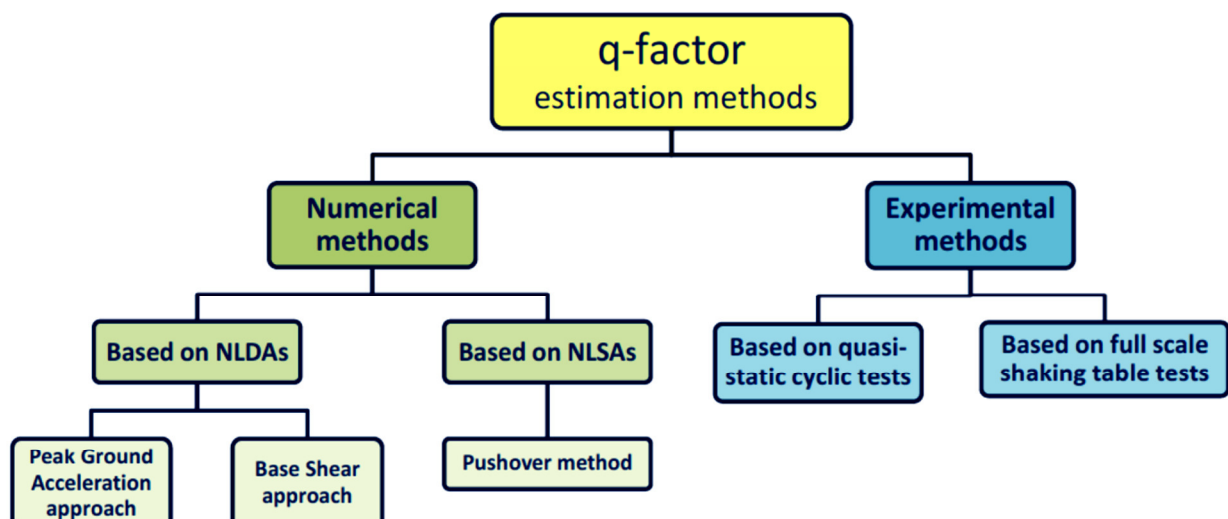 q-factor
estimation methods
Numerical
methods
Experimental
methods
Based on NLDAs
Based on NLSAs
Based on quasi-
static cyclic tests
Based on full scale
shaking table tests
Peak Ground
Acceleration
approach
Base Shear
approach
Pushover method